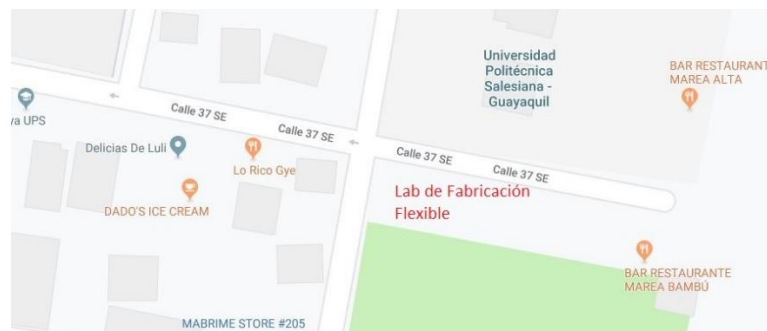 Universidad
Politécnica
Salesiana -
Guayaquil
BAR RESTAURANT
MAREA ALTA
Calle 37 SE
Calle 37 SE
Calle 37 SE
Calle 37 SE
va UPS
Delicias De Luli
Lo Rico Gye
DADO'S ICE CREAM
Lab de Fabricación
Flexible
BAR RESTAURANTE
MAREA BAMBÚ
MABRIME STORE #205